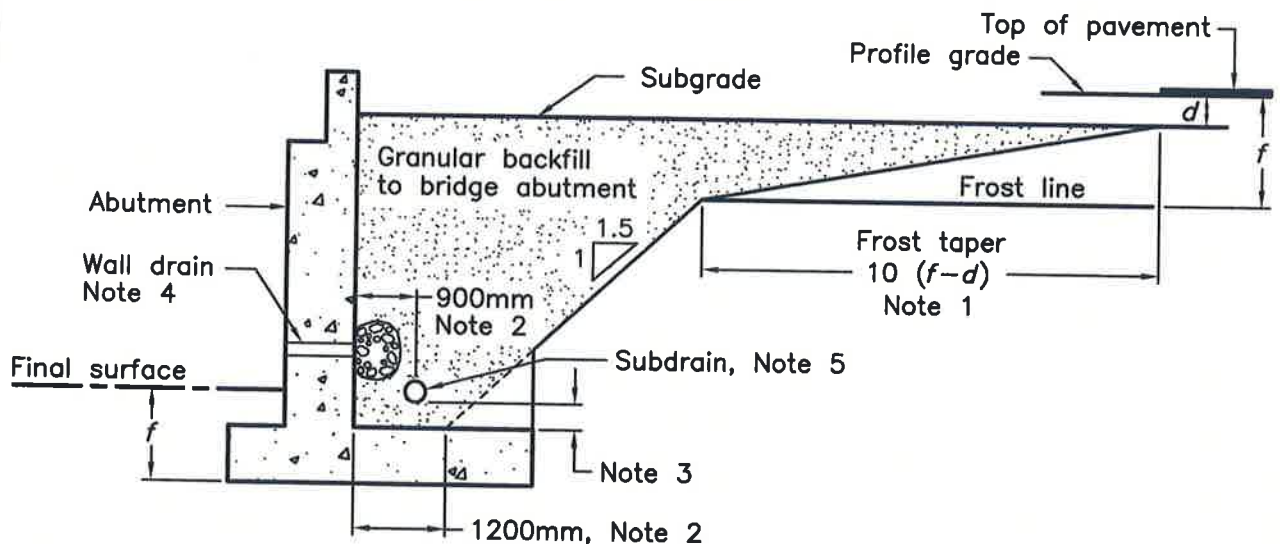 Top of pavement
Profile grade
Subgrade
d
f
Granular backfill
to bridge abutment
Frost line
Abutment
1.5
1
Frost taper
10 (f–d)
Note 1
Wall drain
Note 4
900mm
Note 2
Subdrain, Note 5
Final surface
f
Note 3
1200mm, Note 2